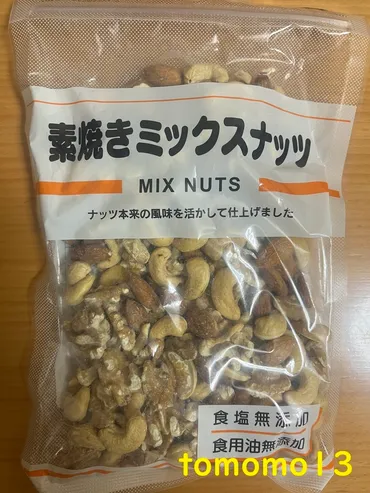 素焼きミックスナッツ
MIX NUTS
ナッツ本来の風味を活かして仕上げました
食塩無添加
食用油無添加
tomomo13